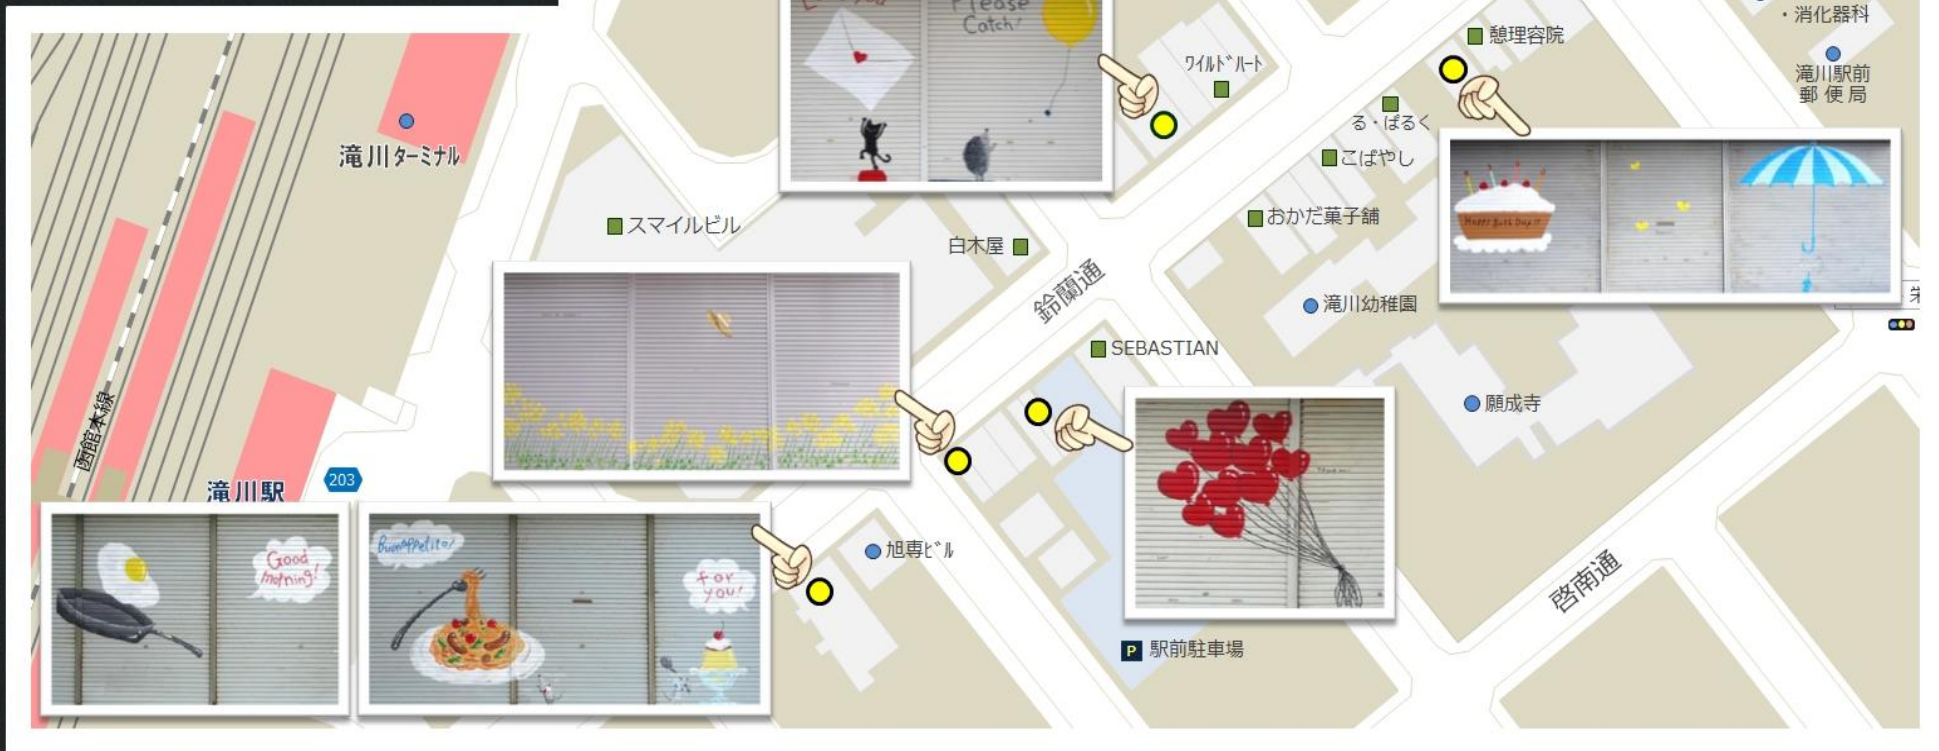 Please
Catch!
・消化器科
憩理容院
ワイルドハート
滝川駅前
郵便局
る・ぱるく
滝川ターミナル
こばやし
スマイルビル
おかだ菓子舗
白木屋
鈴蘭通
滝川幼稚園
SEBASTIAN
願成寺
函館本線
滝川駅
203
Good
morning!
Buonappetito!
for
you!
旭専ビル
啓南通
P 駅前駐車場